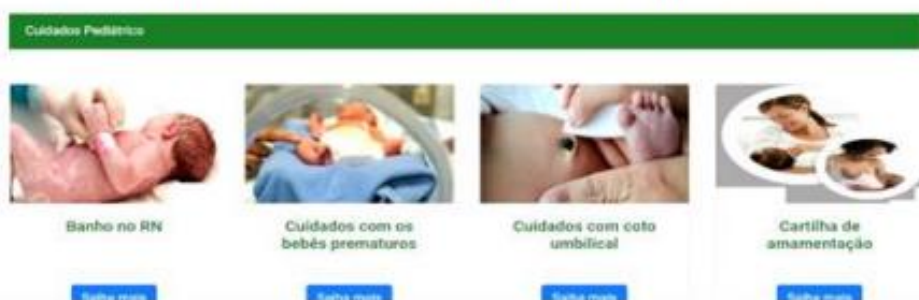 Cuidados Pediátrico
Banho no RN
Cuidados com os
bebês prematuros
Cuidados com coto
umbilical
Cartilha de
amamentação
Saiba mais
Saiba mais
Saiba mais
Saiba mais